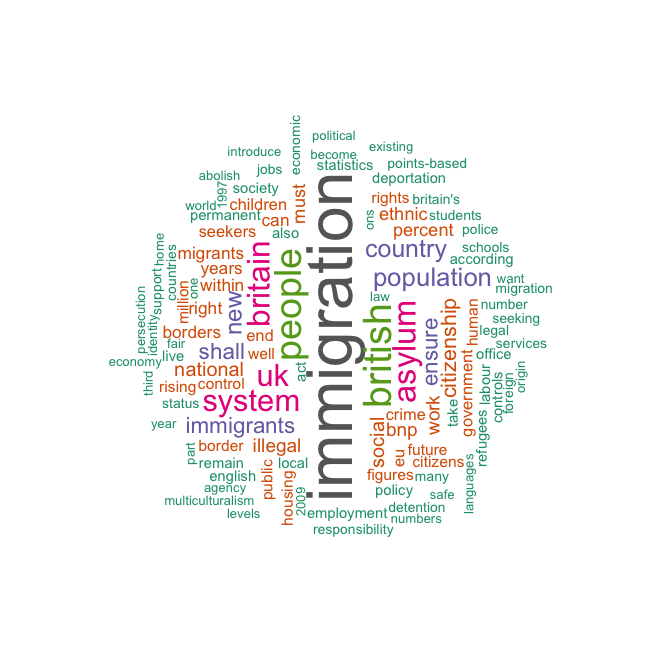 immigration
people
british
uk
system
britain
asylum
country
population
new
shall
immigrants
ensure
economic
political
existing
introduce
become
statistics
points-based
deportation
abolish
jobs
society
1997
must
world
permanent
children
can
also
seekers
rights
britain's
ethnic
students
ons
percent
police
schools
according
want
migration
home
countries
support
persecution
identity
migrants
years
one
within
million
right
borders
fair
live
economy
third
national
rising
control
end
well
act
law
status
year
number
seeking
human
legal
services
office
citizenship
government
labour
controls
foreign
origin
take
work
crime
bnp
social
border
illegal
part
remain
local
english
public
agency
multiculturalism
levels
housing
2009
eu
future
citizens
figures
many
refugees
policy
safe
languages
detention
employment
numbers
responsibility